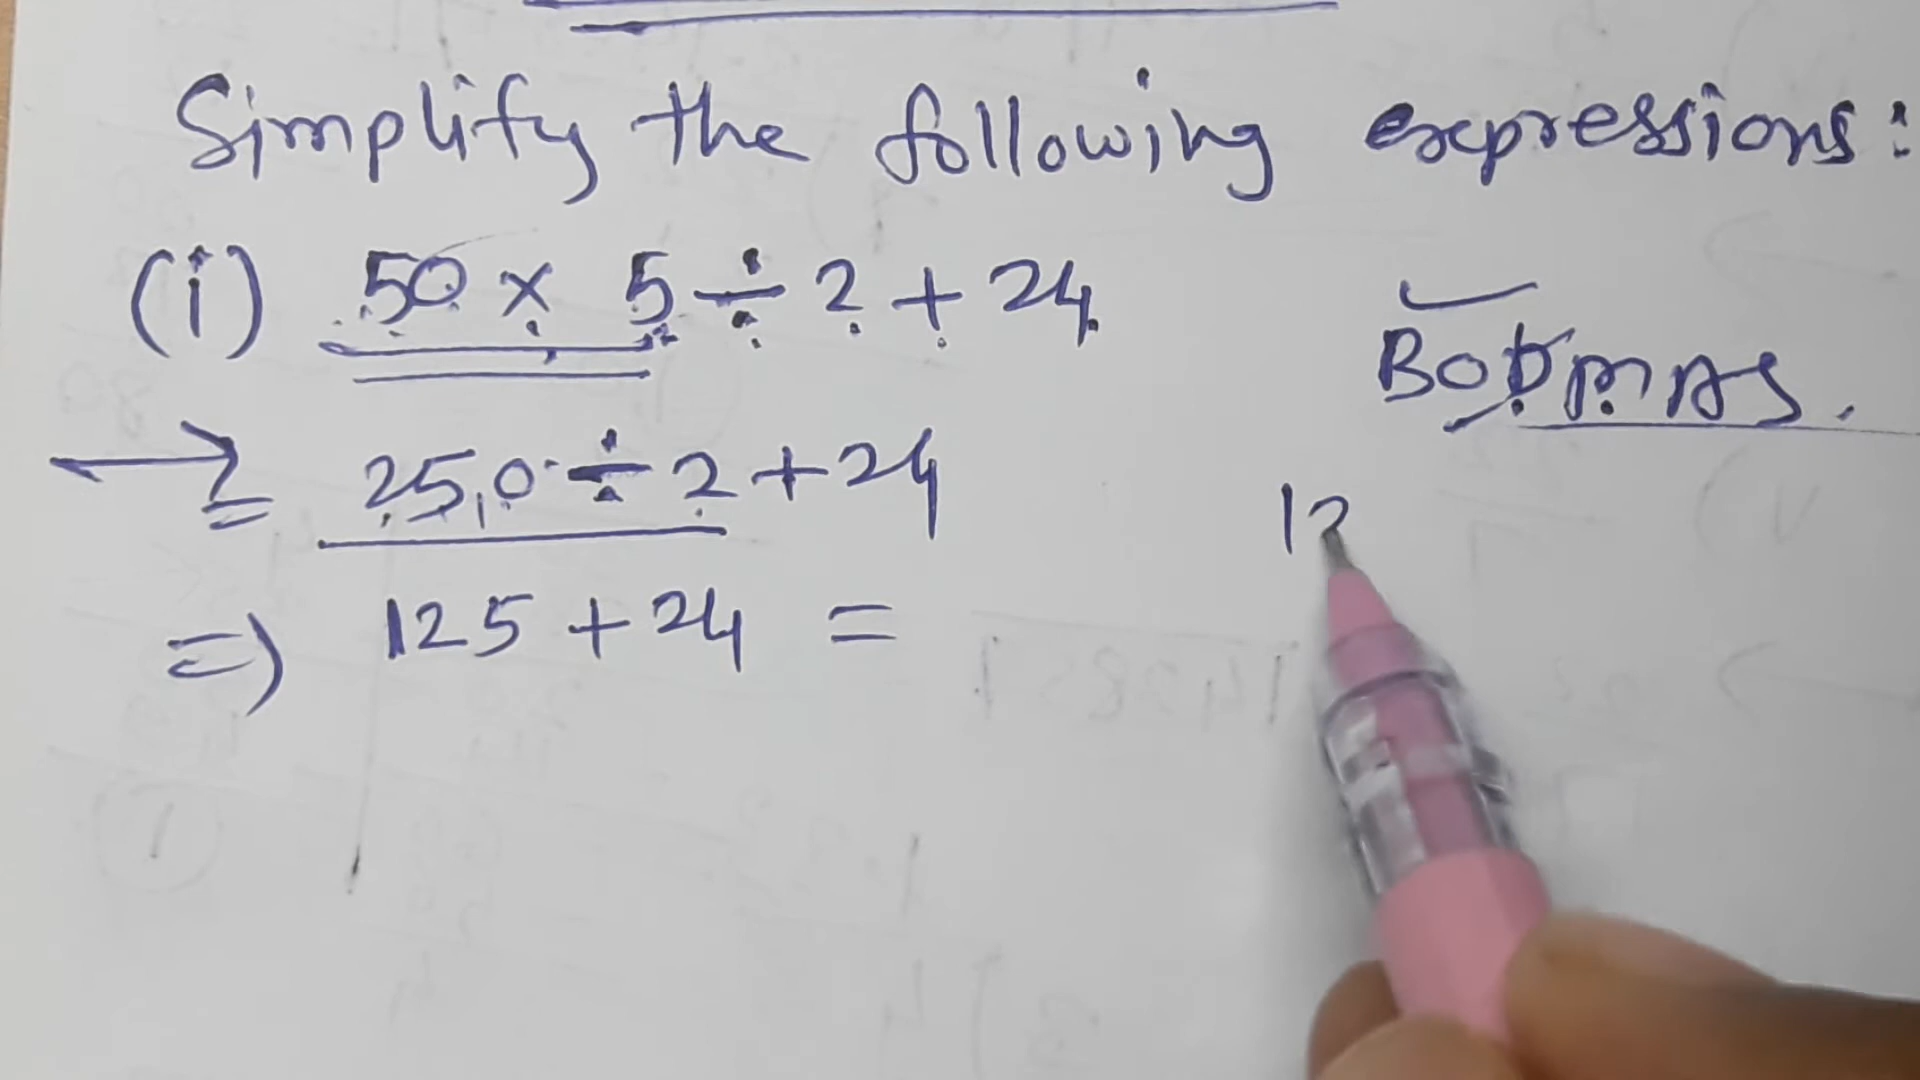 Simplify the following expressions:
(i) 50 × 5 ÷ 2 + 24
BODMAS.
= 250 ÷ 2 + 24
12
=) 125 + 24 =